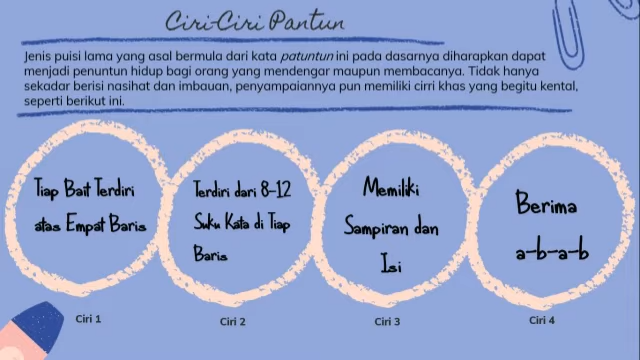 Ciri-Ciri Pantun
Jenis puisi lama yang asal bermula dari kata patuntun ini pada dasarnya diharapkan dapat
menjadi penuntun hidup bagi orang yang mendengar maupun membacanya. Tidak hanya
sekadar berisi nasihat dan imbauan, penyampaiannya pun memiliki cirri khas yang begitu kental,
seperti berikut ini.
Tiap Bait Terdiri
atas Empat Baris
Ciri 1
Terdiri dari 8-12
Suku Kata di Tiap
Baris
Ciri 2
Memiliki
Sampiran dan
Isi
Ciri 3
Berima
a-b-a-b
Ciri 4